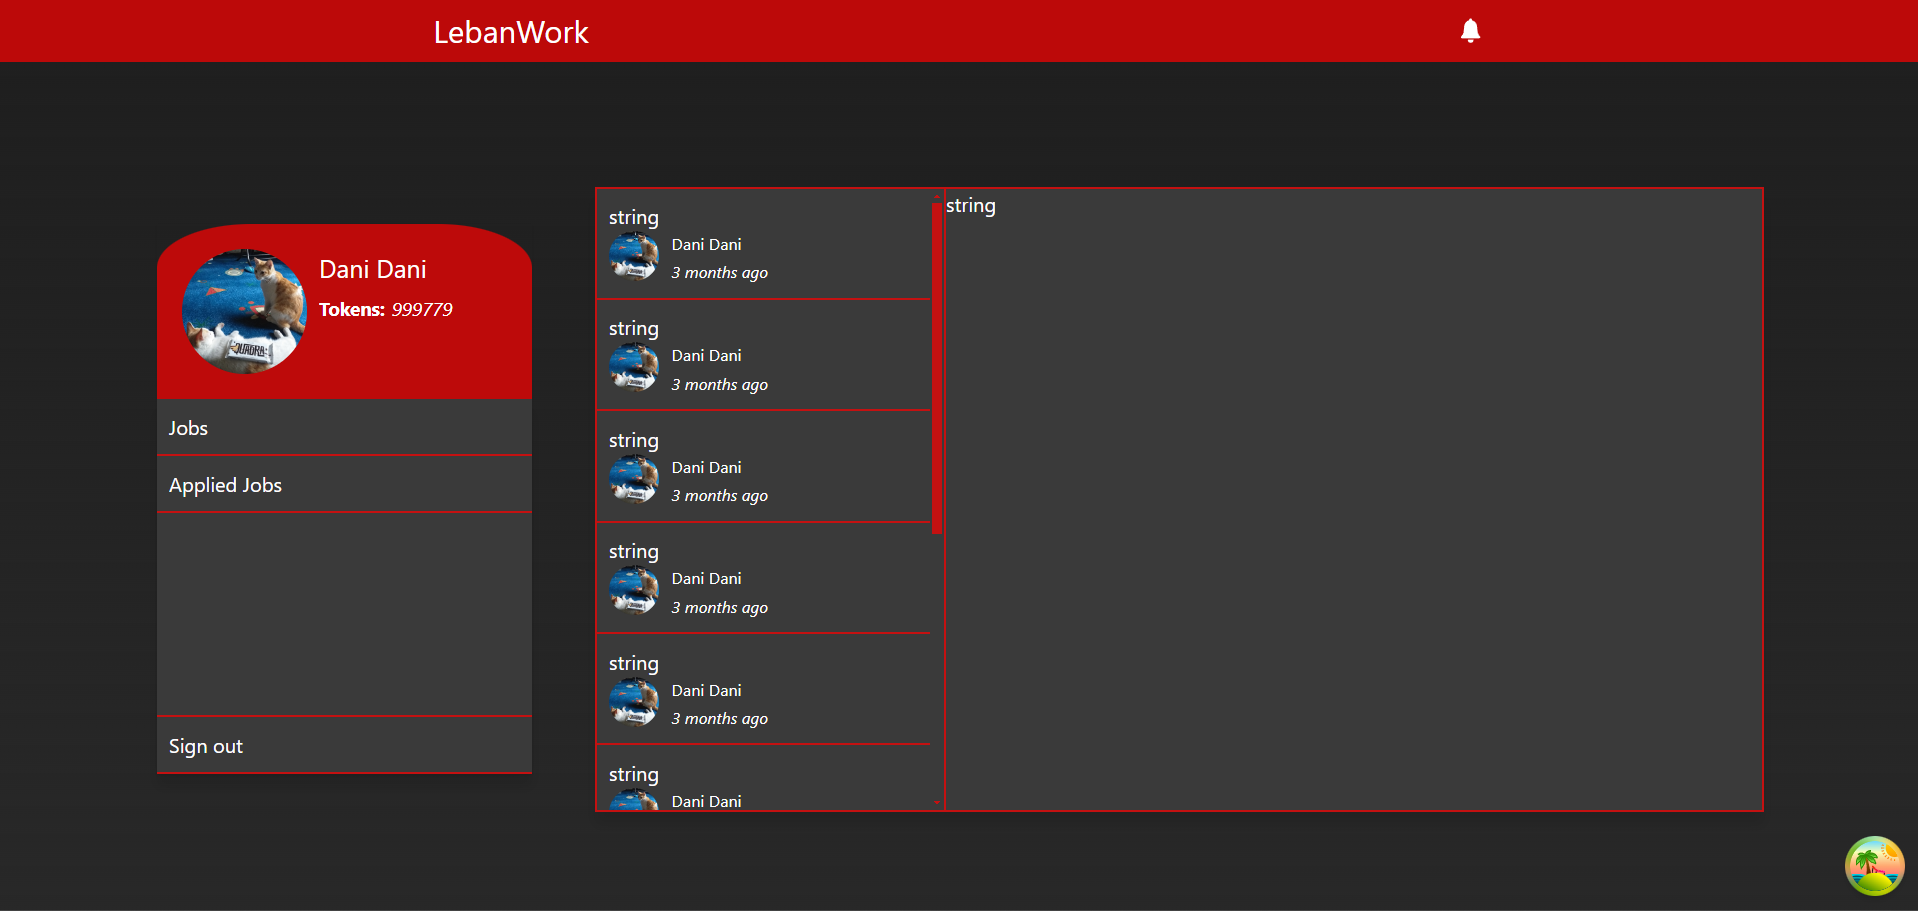 LebanWork
Dani Dani
Tokens: 999779
Jobs
Applied Jobs
Sign out
string
Dani Dani
3 months ago
string
Dani Dani
3 months ago
string
Dani Dani
3 months ago
string
Dani Dani
3 months ago
string
Dani Dani
3 months ago
string
Dani Dani
string